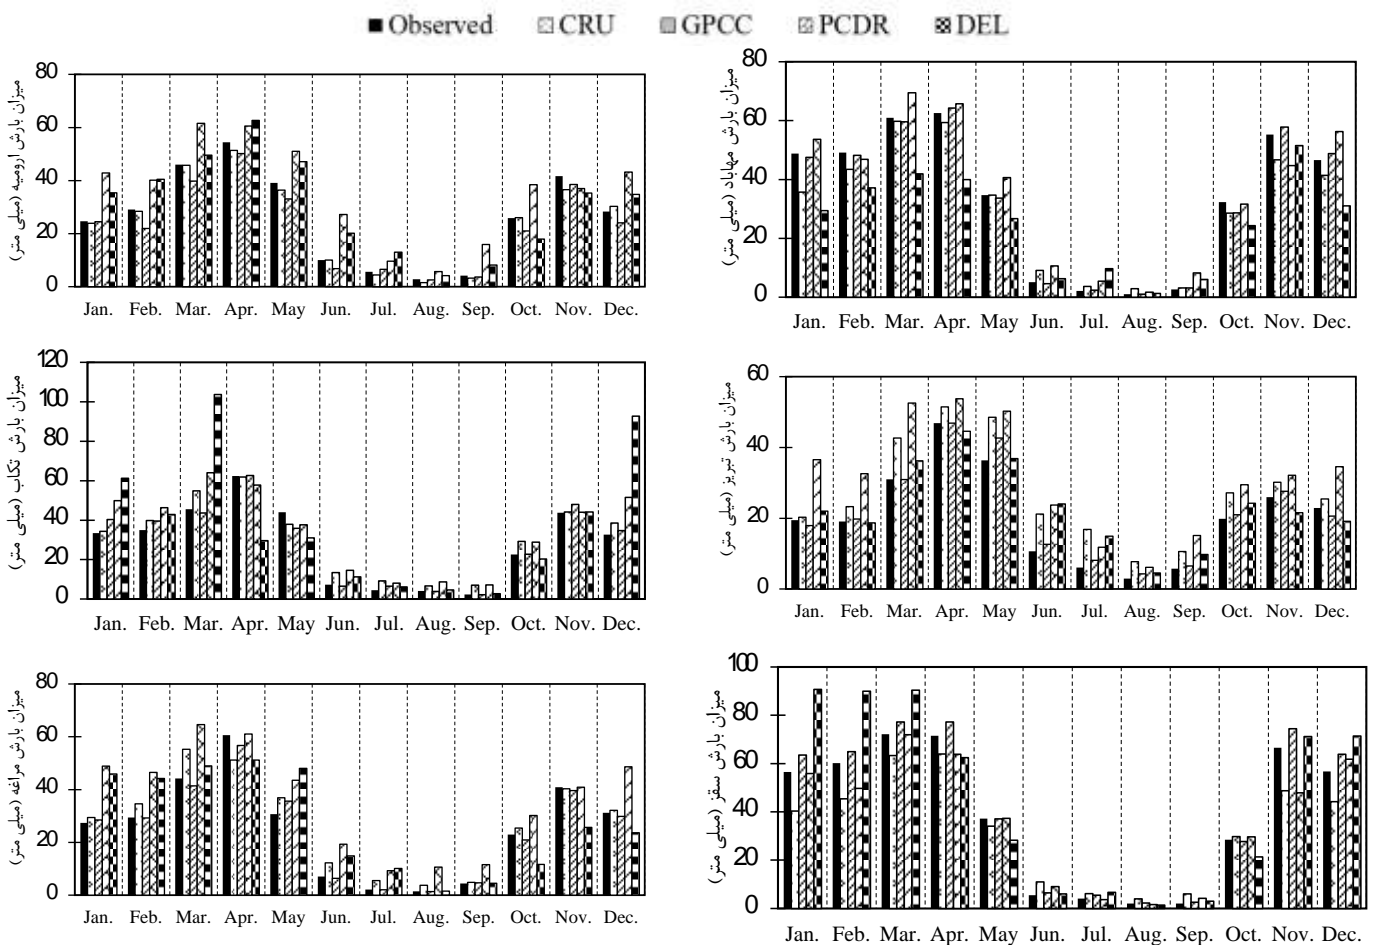 Observed CRU GPCC PCDR DEL
میزان بارش ارومیه (میلی متر)
80
60
40
20
0
Jan. Feb. Mar. Apr. May Jun. Jul. Aug. Sep. Oct. Nov. Dec.
میزان بارش مهاباد (میلی متر)
80
60
40
20
0
Jan. Feb. Mar. Apr. May Jun. Jul. Aug. Sep. Oct. Nov. Dec.
میزان بارش تکاب (میلی متر)
120
100
80
60
40
20
0
Jan. Feb. Mar. Apr. May Jun. Jul. Aug. Sep. Oct. Nov. Dec.
میزان بارش تبریز (میلی متر)
60
40
20
0
Jan. Feb. Mar. Apr. May Jun. Jul. Aug. Sep. Oct. Nov. Dec.
میزان بارش مراغه (میلی متر)
80
60
40
20
0
Jan. Feb. Mar. Apr. May Jun. Jul. Aug. Sep. Oct. Nov. Dec.
میزان بارش سقز (میلی متر)
100
80
60
40
20
0
Jan. Feb. Mar. Apr. May Jun. Jul. Aug. Sep. Oct. Nov. Dec.